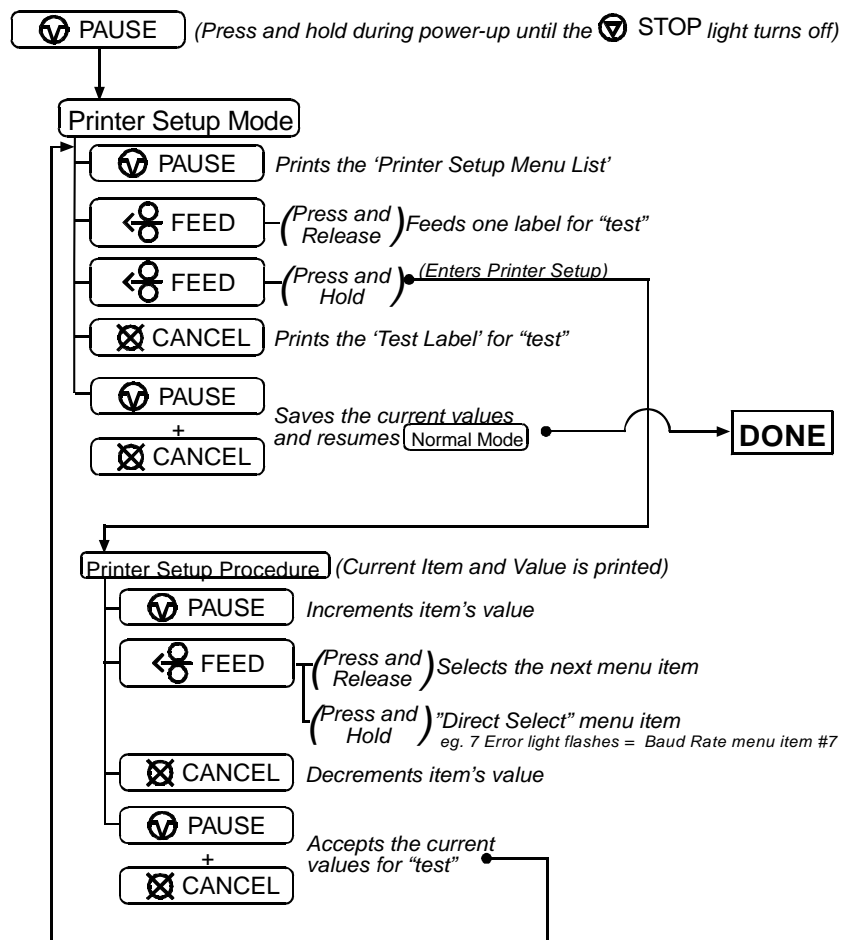 PAUSE (Press and hold during power-up until the STOP light turns off)
Printer Setup Mode
PAUSE Prints the ‘Printer Setup Menu List’
FEED (Press and Release) Feeds one label for “test”
FEED (Press and Hold) (Enters Printer Setup)
CANCEL Prints the ‘Test Label’ for “test”
PAUSE
+
CANCEL
Saves the current values
and resumes Normal Mode
DONE
Printer Setup Procedure (Current Item and Value is printed)
PAUSE Increments item’s value
FEED (Press and Release) Selects the next menu item
(Press and Hold) ”Direct Select” menu item
eg. 7 Error light flashes = Baud Rate menu item #7
CANCEL Decrements item’s value
PAUSE
+
CANCEL
Accepts the current
values for “test”